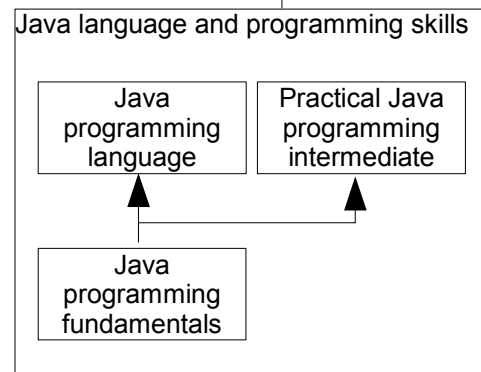 Java language and programming skills
Java
programming
language
Practical Java
programming
intermediate
Java
programming
fundamentals